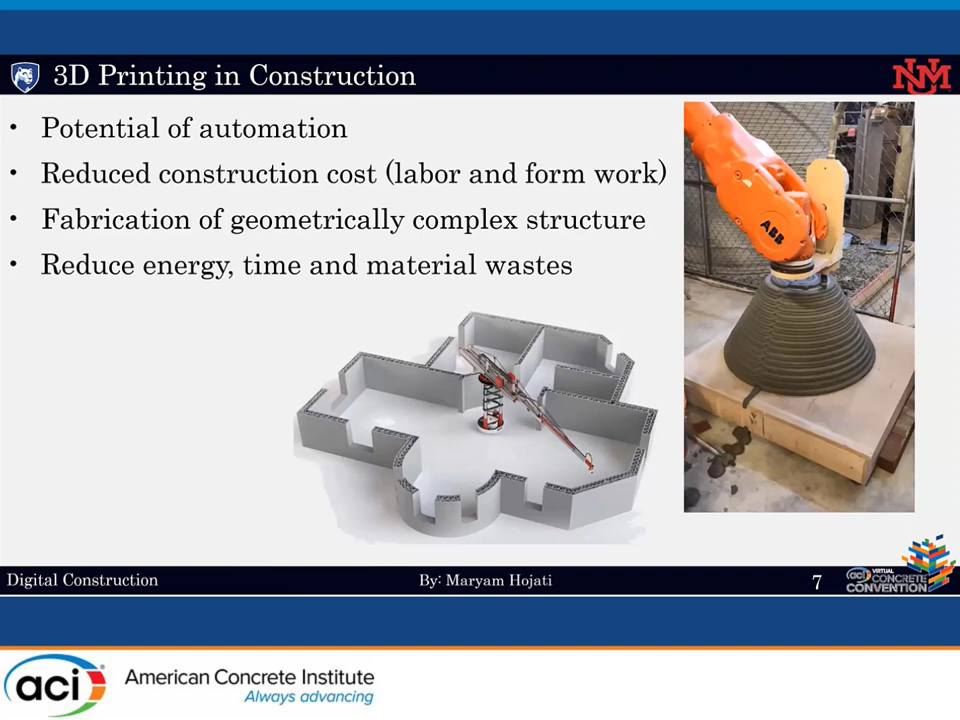 3D Printing in Construction
UNM
• Potential of automation
• Reduced construction cost (labor and form work)
• Fabrication of geometrically complex structure
• Reduce energy, time and material wastes
ABB
Digital Construction
By: Maryam Hojati
7
aci VIRTUAL
CONCRETE
CONVENTION
aci
American Concrete Institute
Always advancing